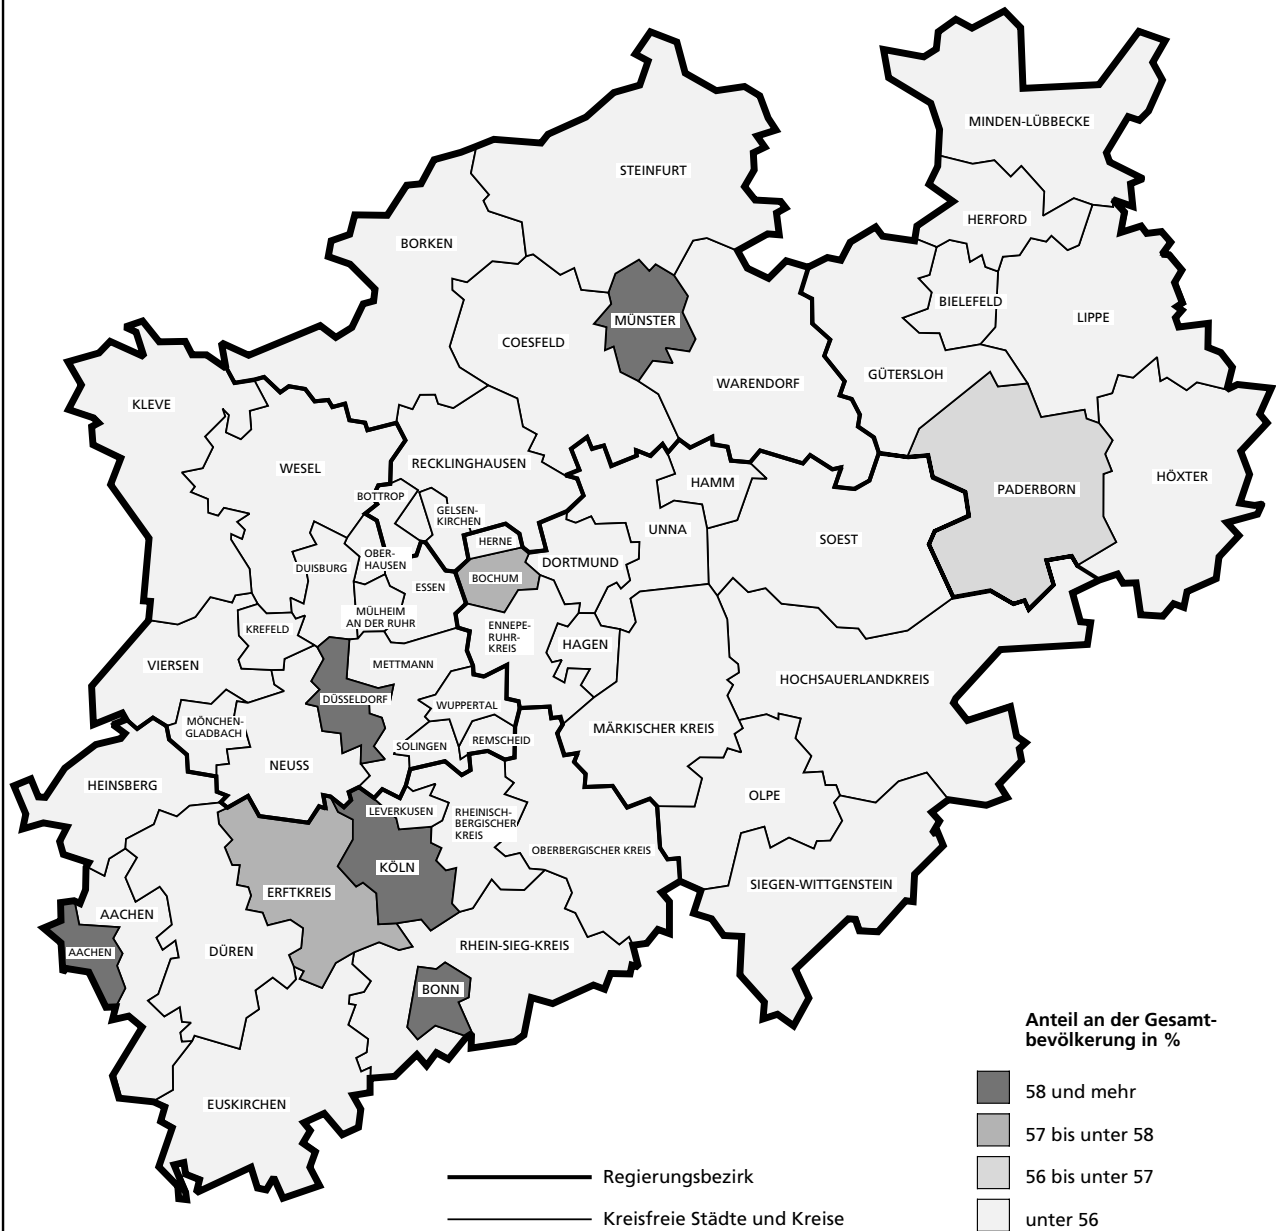 MINDEN-LÜBBECKE
STEINFURT
HERFORD
BORKEN
BIELEFELD
LIPPE
MÜNSTER
COESFELD
GÜTERSLOH
WARENDORF
KLEVE
RECKLINGHAUSEN
WESEL
HAMM
HÖXTER
PADERBORN
BOTTROP
GELSEN-
KIRCHEN
UNNA
SOEST
HERNE
OBER-
HAUSEN
DORTMUND
DUISBURG
BOCHUM
ESSEN
MÜLHEIM
AN DER RUHR
KREFELD
ENNEPE-
RUHR-
KREIS
HAGEN
VIERSEN
METTMANN
HOCHSAUERLANDKREIS
DÜSSELDORF
WUPPERTAL
MÖNCHEN-
GLADBACH
MÄRKISCHER KREIS
SOLINGEN
REMSCHEID
NEUSS
HEINSBERG
OLPE
LEVERKUSEN
RHEINISCH-
BERGISCHER
KREIS
OBERBERGISCHER KREIS
KÖLN
ERFTKREIS
SIEGEN-WITTGENSTEIN
AACHEN
RHEIN-SIEG-KREIS
AACHEN
DÜREN
BONN
EUSKIRCHEN
Anteil an der Gesamt-
bevölkerung in %
58 und mehr
57 bis unter 58
56 bis unter 57
unter 56
Regierungsbezirk
Kreisfreie Städte und Kreise